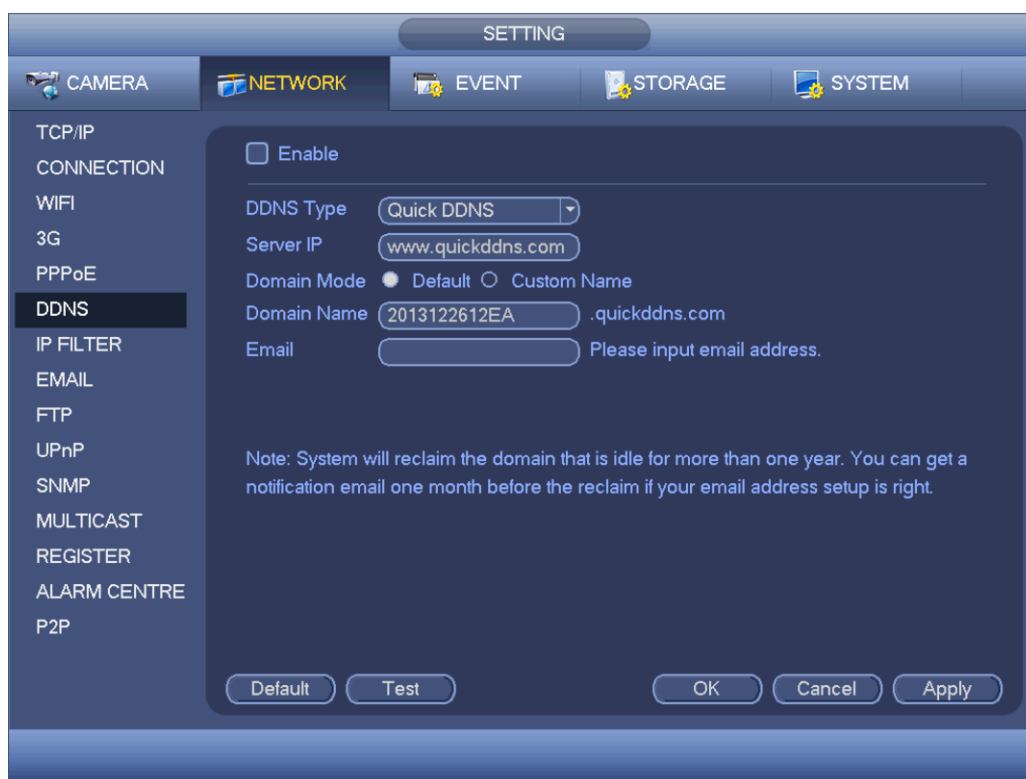 SETTING
CAMERA NETWORK EVENT STORAGE SYSTEM
TCP/IP
CONNECTION
WIFI
3G
PPPoE
DDNS
IP FILTER
EMAIL
FTP
UPnP
SNMP
MULTICAST
REGISTER
ALARM CENTRE
P2P
Enable
DDNS Type Quick DDNS
Server IP www.quickddns.com
Domain Mode Default Custom Name
Domain Name 2013122612EA .quickddns.com
Email Please input email address.
Note: System will reclaim the domain that is idle for more than one year. You can get a
notification email one month before the reclaim if your email address setup is right.
Default Test OK Cancel Apply